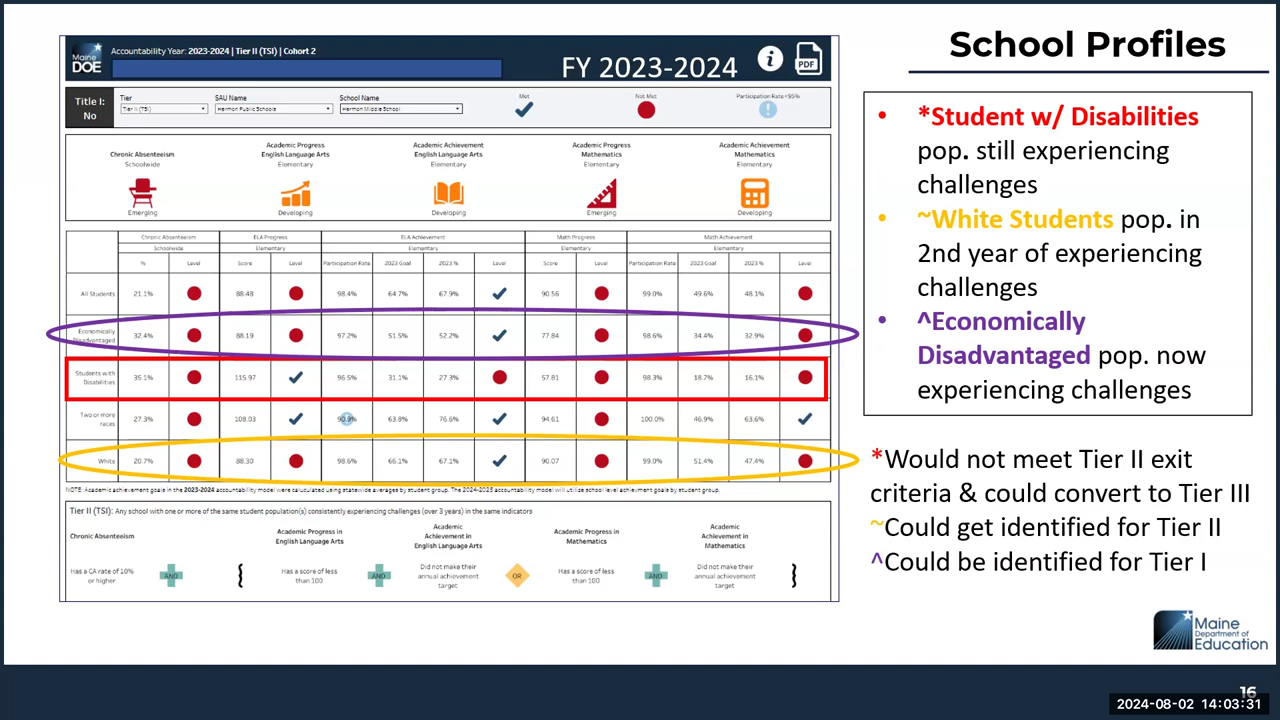 School Profiles
Maine
DOE
Accountability Year: 2023-2024 | Tier II (TSI) | Cohort 2
FY 2023-2024
i
PDF
Title I:
No
Tier
Tier II (TSI)
SAU Name
Hermon Public Schools
School Name
Hermon Middle School
Met
Not Met
Participation Rate <95%
Chronic Absenteeism
Schoolwide
Emerging
Academic Progress
English Language Arts
Elementary
Developing
Academic Achievement
English Language Arts
Elementary
Developing
Academic Progress
Mathematics
Elementary
Emerging
Academic Achievement
Mathematics
Elementary
Developing
Chronic Absenteeism ELA Progress ELA Achievement Math Progress Math Achievement
Schoolwide Elementary Elementary Elementary Elementary
% Level Score Level Participation Rate 2023 Goal 2023 % Level Score Level Participation Rate 2023 Goal 2023 % Level
All Students 21.1% 88.48 98.4% 64.7% 67.9% 90.56 99.0% 49.6% 48.1%
Economically
Disadvantaged 32.4% 88.19 97.2% 51.5% 52.2% 77.84 98.6% 34.4% 32.9%
Students with
Disabilities 35.1% 115.97 96.5% 31.1% 27.3% 57.81 98.3% 18.7% 16.1%
Two or more
races 27.3% 108.03 90.9% 63.8% 76.6% 94.61 100.0% 46.9% 63.6%
White 20.7% 88.30 98.6% 66.1% 67.1% 90.07 99.0% 51.4% 47.4%
NOTE: Academic achievement goals in the 2023-2024 accountability model were calculated using statewide averages by student group. The 2024-2025 accountability model will utilize school level achievment goals by student group.
Tier II (TSI): Any school with one or more of the same student population(s) consistently experiencing challenges (over 3 years) in the same indicators
Chronic Absenteeism
Has a CA rate of 10%
or higher
AND
{
Academic Progress in
English Language Arts
Has a score of less
than 100
AND
Academic
Achievement in
English Language Arts
Did not make their
annual achievement
target
OR
Academic Progress in
Mathematics
Has a score of less
than 100
AND
Academic
Achievement in
Mathematics
Did not make their
annual achievement
target
}
• *Student w/ Disabilities
pop. still experiencing
challenges
• ~White Students pop. in
2nd year of experiencing
challenges
• ^Economically
Disadvantaged pop. now
experiencing challenges
*Would not meet Tier II exit
criteria & could convert to Tier III
~Could get identified for Tier II
^Could be identified for Tier I
Maine
Department of
Education
16
2024-08-02 14:03:31